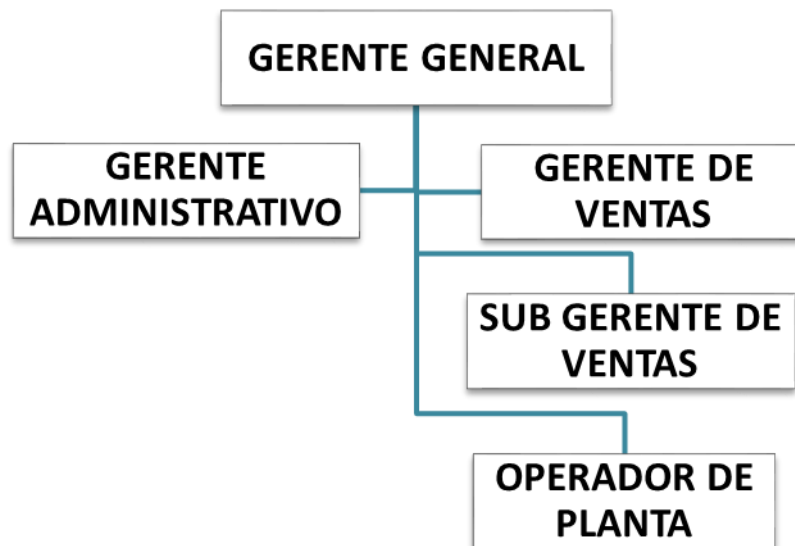 GERENTE GENERAL
GERENTE
ADMINISTRATIVO
GERENTE DE
VENTAS
SUB GERENTE DE
VENTAS
OPERADOR DE
PLANTA